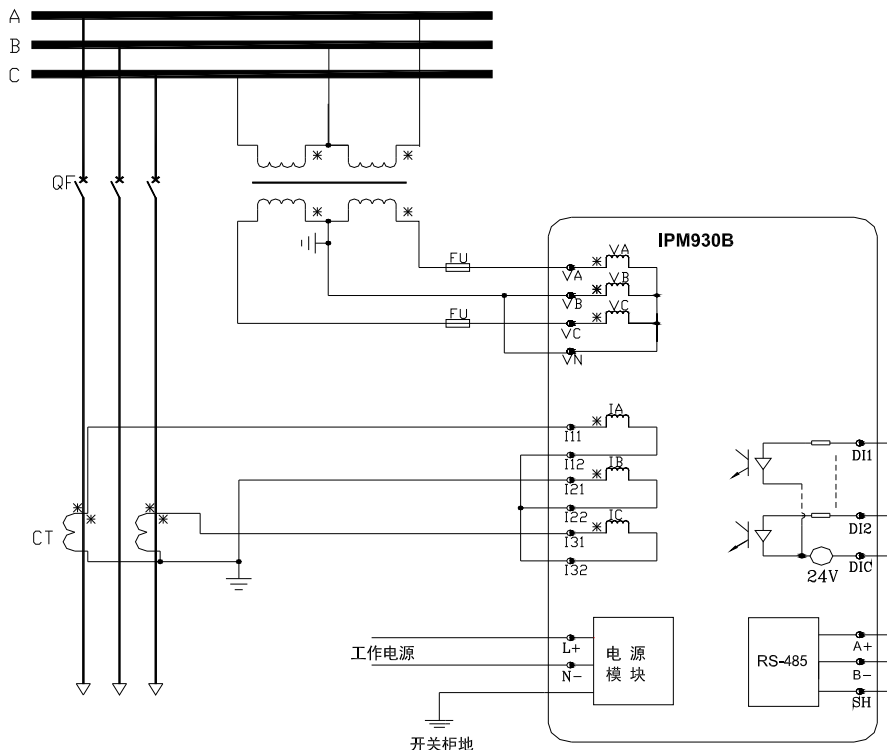 A
B
C
QF
IPM930B
FU
VA
VA
VB
VB
FU
VC
VC
VN
IA
I11
I12
IB
I21
I22
IC
I31
I32
CT
DI1
DI2
24V
DIC
工作电源
L+
N-
电 源
模 块
RS-485
A+
B-
SH
开关柜地